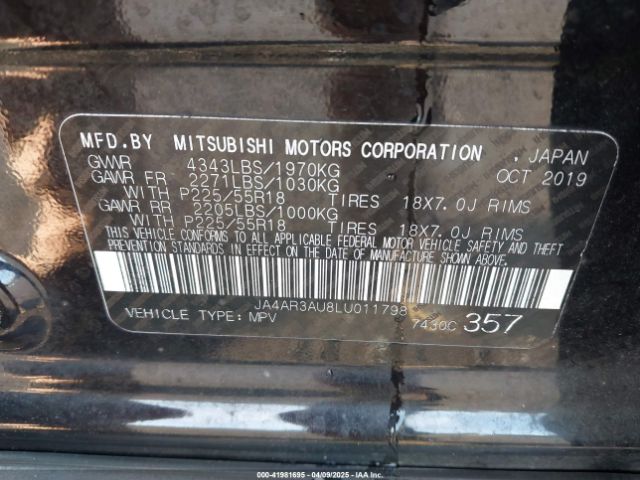 MFD.BY MITSUBISHI MOTORS CORPORATION , JAPAN
GVWR 4343LBS/1970KG OCT 2019
GAWR FR 2271LBS/1030KG
WITH P225/55R18 TIRES 18X7.0J RIMS
GAWR RR 2205LBS/1000KG
WITH P225/55R18 TIRES 18X7.0J RIMS
THIS VEHICLE CONFORMS TO ALL APPLICABLE FEDERAL MOTOR VEHICLE SAFETY AND THEFT
PREVENTION STANDARDS IN EFFECT ON THE DATE OF MANUFACTURE SHOWN ABOVE.
JA4AR3AU8LU011798
VEHICLE TYPE: MPV 7430C 357
000-41981695 - 04/09/2025 - IAAI.com/ca